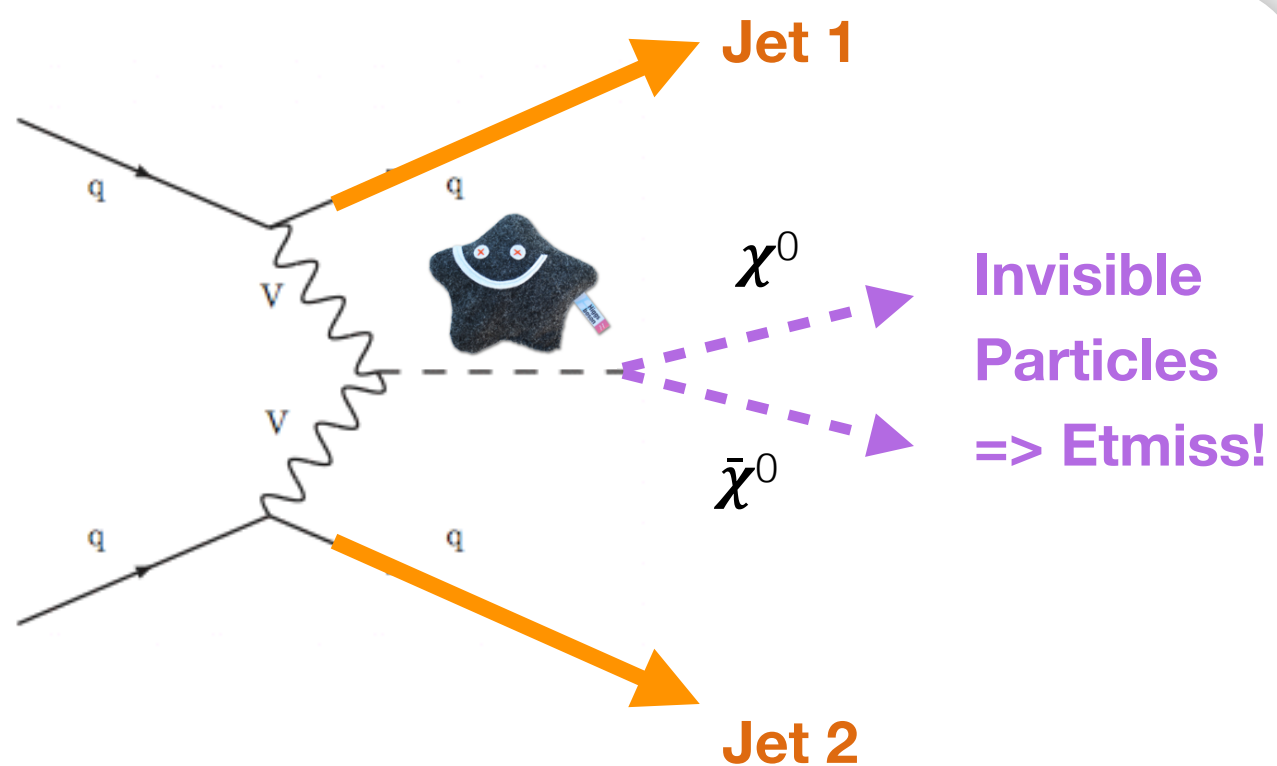 Jet 1
q
q
V
χ⁰
Invisible
Particles
=> Etmiss!
V
χ̄⁰
q
q
Jet 2